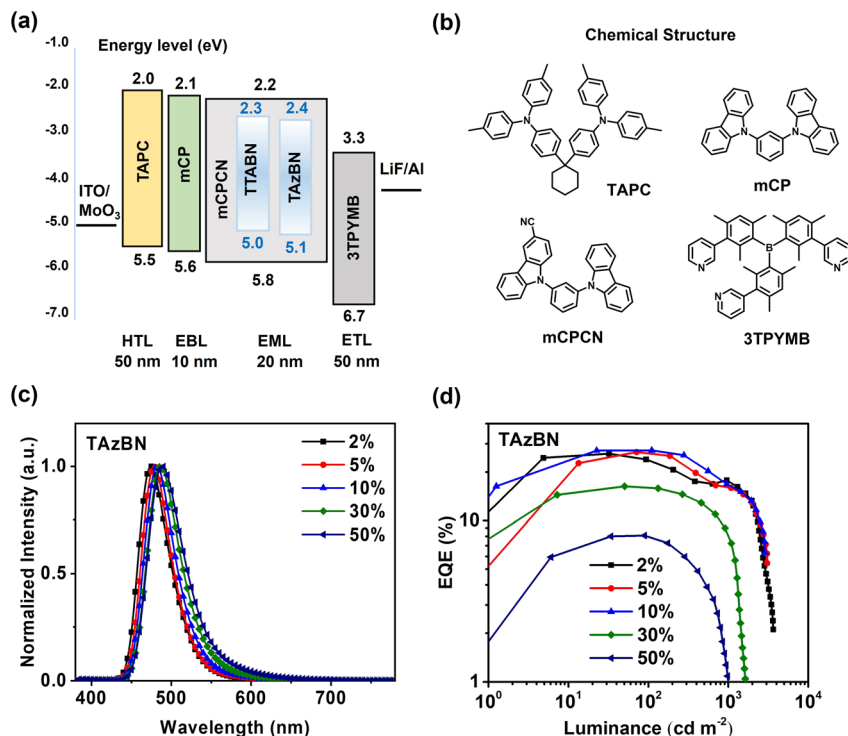 (a)
Energy level (eV)
-1.0
-2.0
-3.0
-4.0
-5.0
-6.0
-7.0
2.0
2.1
2.2
2.3
2.4
3.3
TAPC
mCP
mCPCN
TTABN
TAzBN
3TPYMB
ITO/
MoO3
LiF/Al
5.5
5.6
5.0
5.1
5.8
6.7
HTL EBL EML ETL
50 nm 10 nm 20 nm 50 nm
(b)
Chemical Structure
N
N
TAPC
N
N
mCP
NC
N
N
mCPCN
B
N
N
N
3TPYMB
(c)
TAzBN
2%
5%
10%
30%
50%
Normalized Intensity (a.u.)
1.0
0.5
0.0
400 500 600 700
Wavelength (nm)
(d)
TAzBN
2%
5%
10%
30%
50%
EQE (%)
10
1
10^0 10^1 10^2 10^3 10^4
Luminance (cd m^-2)